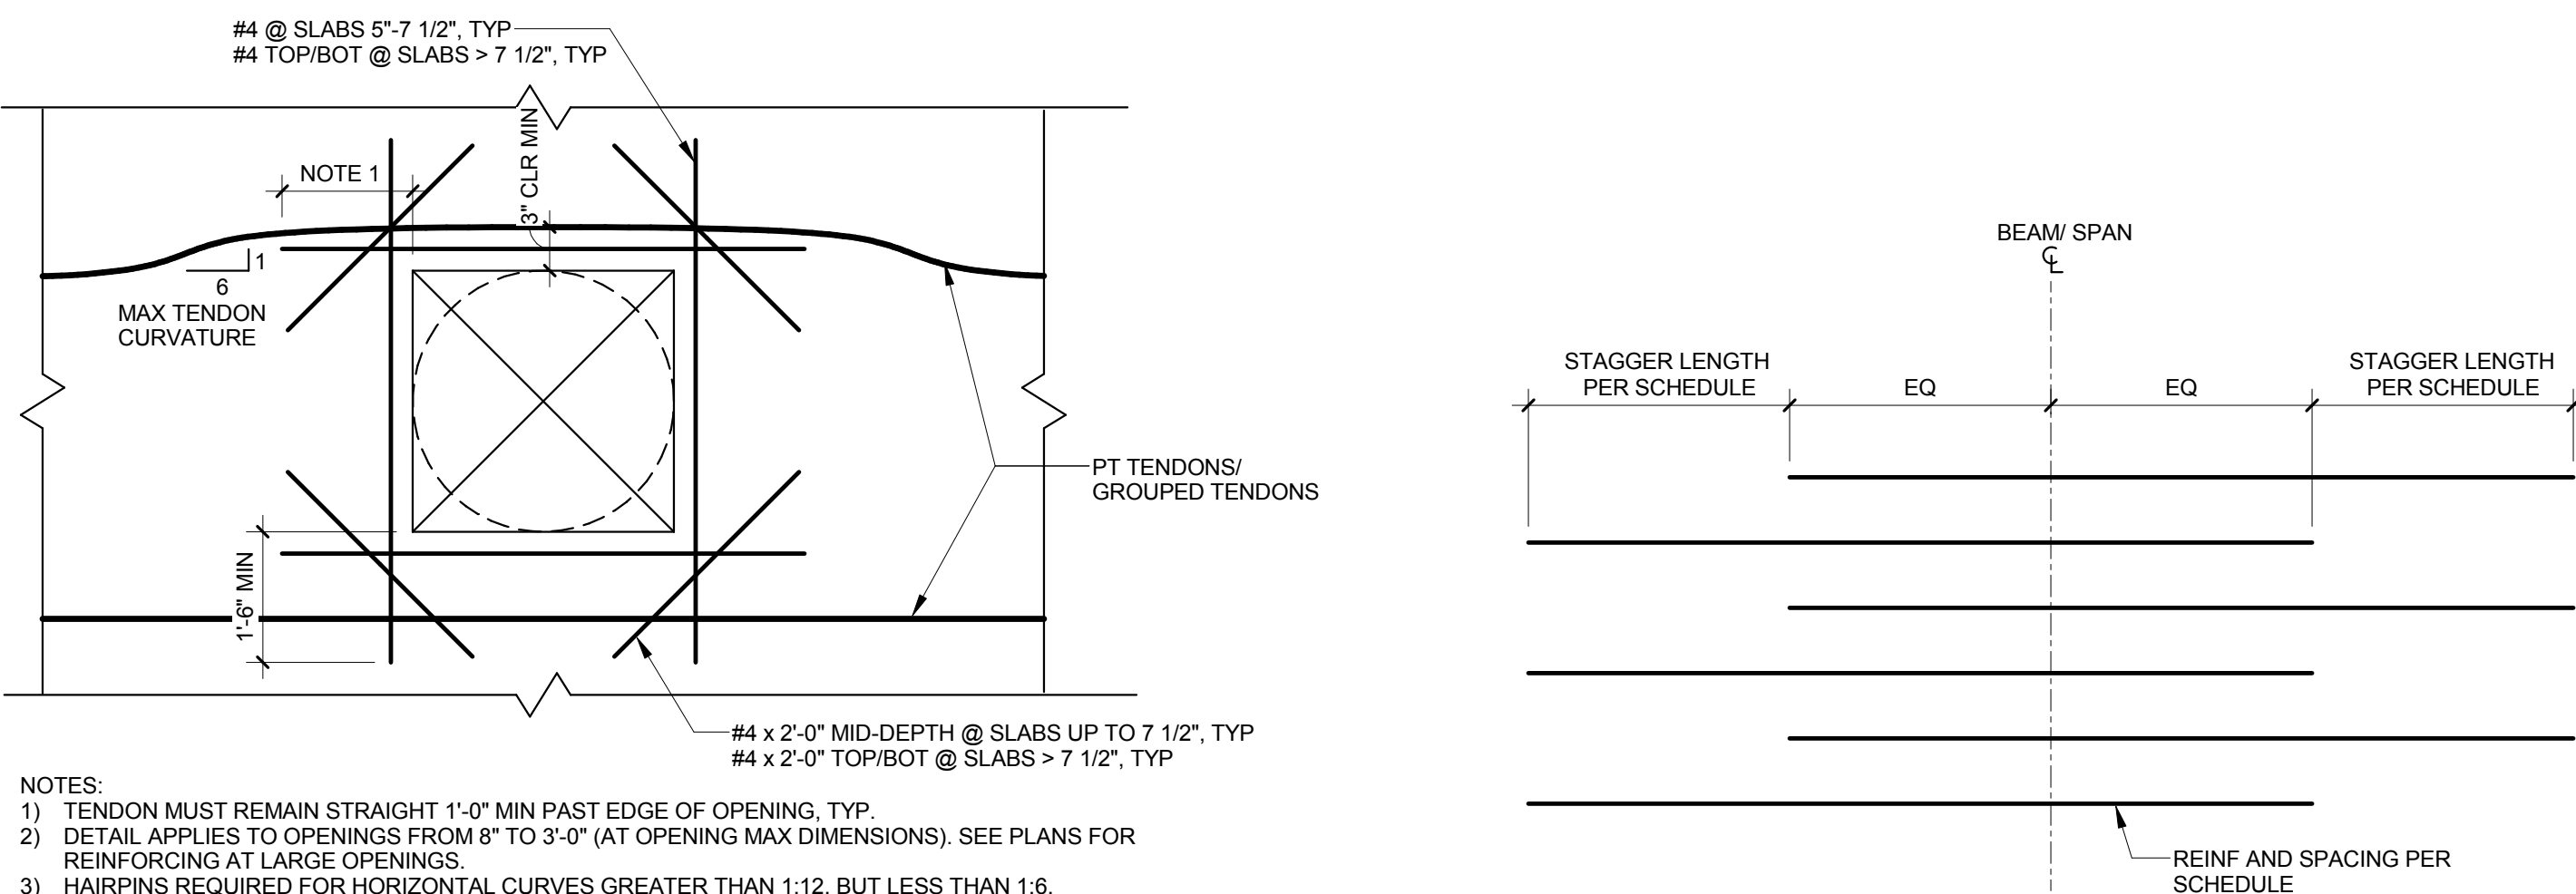 #4 @ SLABS 5"-7 1/2", TYP
#4 TOP/BOT @ SLABS > 7 1/2", TYP
NOTE 1
3" CLR MIN
1
6
MAX TENDON
CURVATURE
1'-6" MIN
PT TENDONS/
GROUPED TENDONS
#4 x 2'-0" MID-DEPTH @ SLABS UP TO 7 1/2", TYP
#4 x 2'-0" TOP/BOT @ SLABS > 7 1/2", TYP
NOTES:
1) TENDON MUST REMAIN STRAIGHT 1'-0" MIN PAST EDGE OF OPENING, TYP.
2) DETAIL APPLIES TO OPENINGS FROM 8" TO 3'-0" (AT OPENING MAX DIMENSIONS). SEE PLANS FOR
REINFORCING AT LARGE OPENINGS.
3) HAIRPINS REQUIRED FOR HORIZONTAL CURVES GREATER THAN 1:12, BUT LESS THAN 1:6.
BEAM/ SPAN
℄
STAGGER LENGTH
PER SCHEDULE
EQ
EQ
STAGGER LENGTH
PER SCHEDULE
REINF AND SPACING PER
SCHEDULE